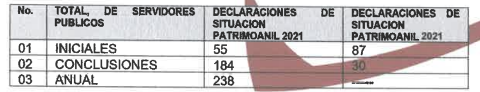 No. TOTAL, DE SERVIDORES PUBLICOS DECLARACIONES DE SITUACION PATRIMOANIL 2021 DECLARACIONES DE SITUACION PATRIMOANIL 2021
01 INICIALES 55 87
02 CONCLUSIONES 184 30
03 ANUAL 238 --------